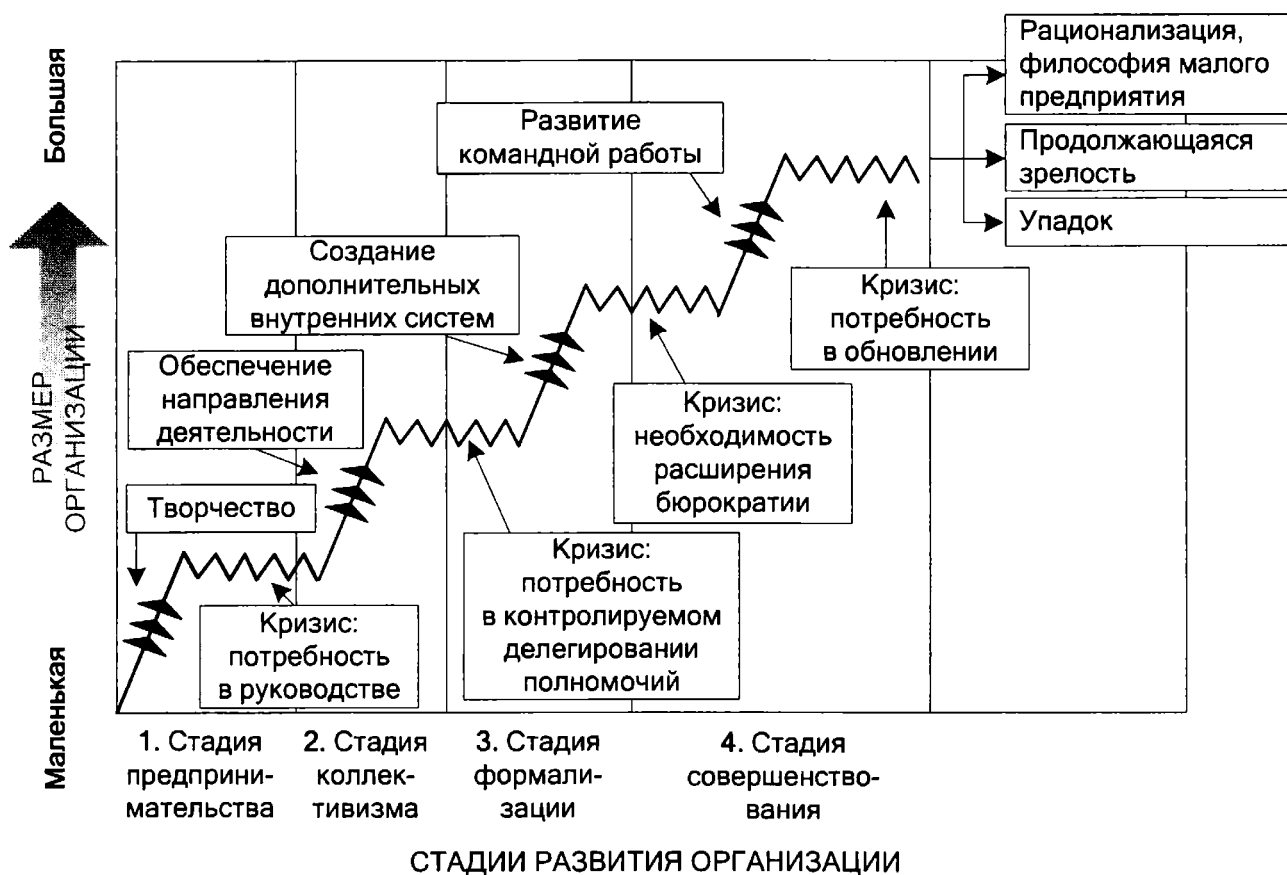 Большая
РАЗМЕР
ОРГАНИЗАЦИИ
Маленькая
Рационализация,
философия малого
предприятия
Продолжающаяся
зрелость
Упадок
Развитие
командной работы
Создание
дополнительных
внутренних систем
Обеспечение
направления
деятельности
Творчество
Кризис:
потребность
в обновлении
Кризис:
необходимость
расширения
бюрократии
Кризис:
потребность
в контролируемом
делегировании
полномочий
Кризис:
потребность
в руководстве
1. Стадия
предприни-
мательства
2. Стадия
коллек-
тивизма
3. Стадия
формали-
зации
4. Стадия
совершенство-
вания
СТАДИИ РАЗВИТИЯ ОРГАНИЗАЦИИ